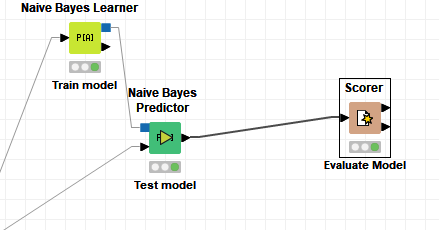 Naive Bayes Learner
P[A]
Train model
Naive Bayes
Predictor
Test model
Scorer
Evaluate Model